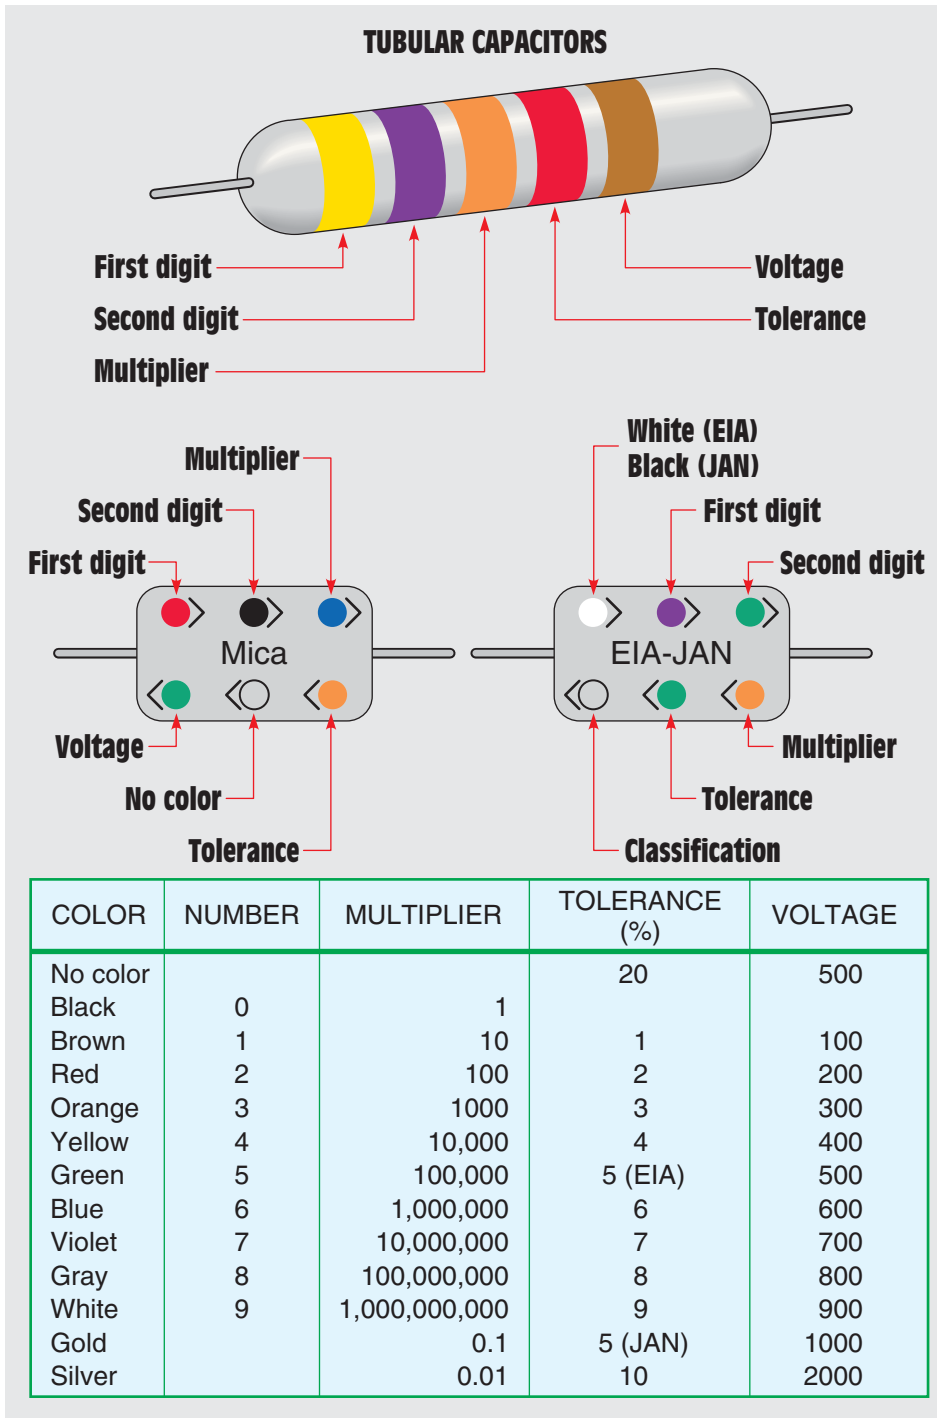 TUBULAR CAPACITORS
First digit
Voltage
Second digit
Tolerance
Multiplier
White (EIA)
Black (JAN)
Multiplier
Second digit
First digit
First digit
Second digit
Mica
EIA-JAN
Voltage
Multiplier
No color
Tolerance
Tolerance
Classification
COLOR NUMBER MULTIPLIER TOLERANCE (%) VOLTAGE
No color 20 500
Black 0 1
Brown 1 10 1 100
Red 2 100 2 200
Orange 3 1000 3 300
Yellow 4 10,000 4 400
Green 5 100,000 5 (EIA) 500
Blue 6 1,000,000 6 600
Violet 7 10,000,000 7 700
Gray 8 100,000,000 8 800
White 9 1,000,000,000 9 900
Gold 0.1 5 (JAN) 1000
Silver 0.01 10 2000